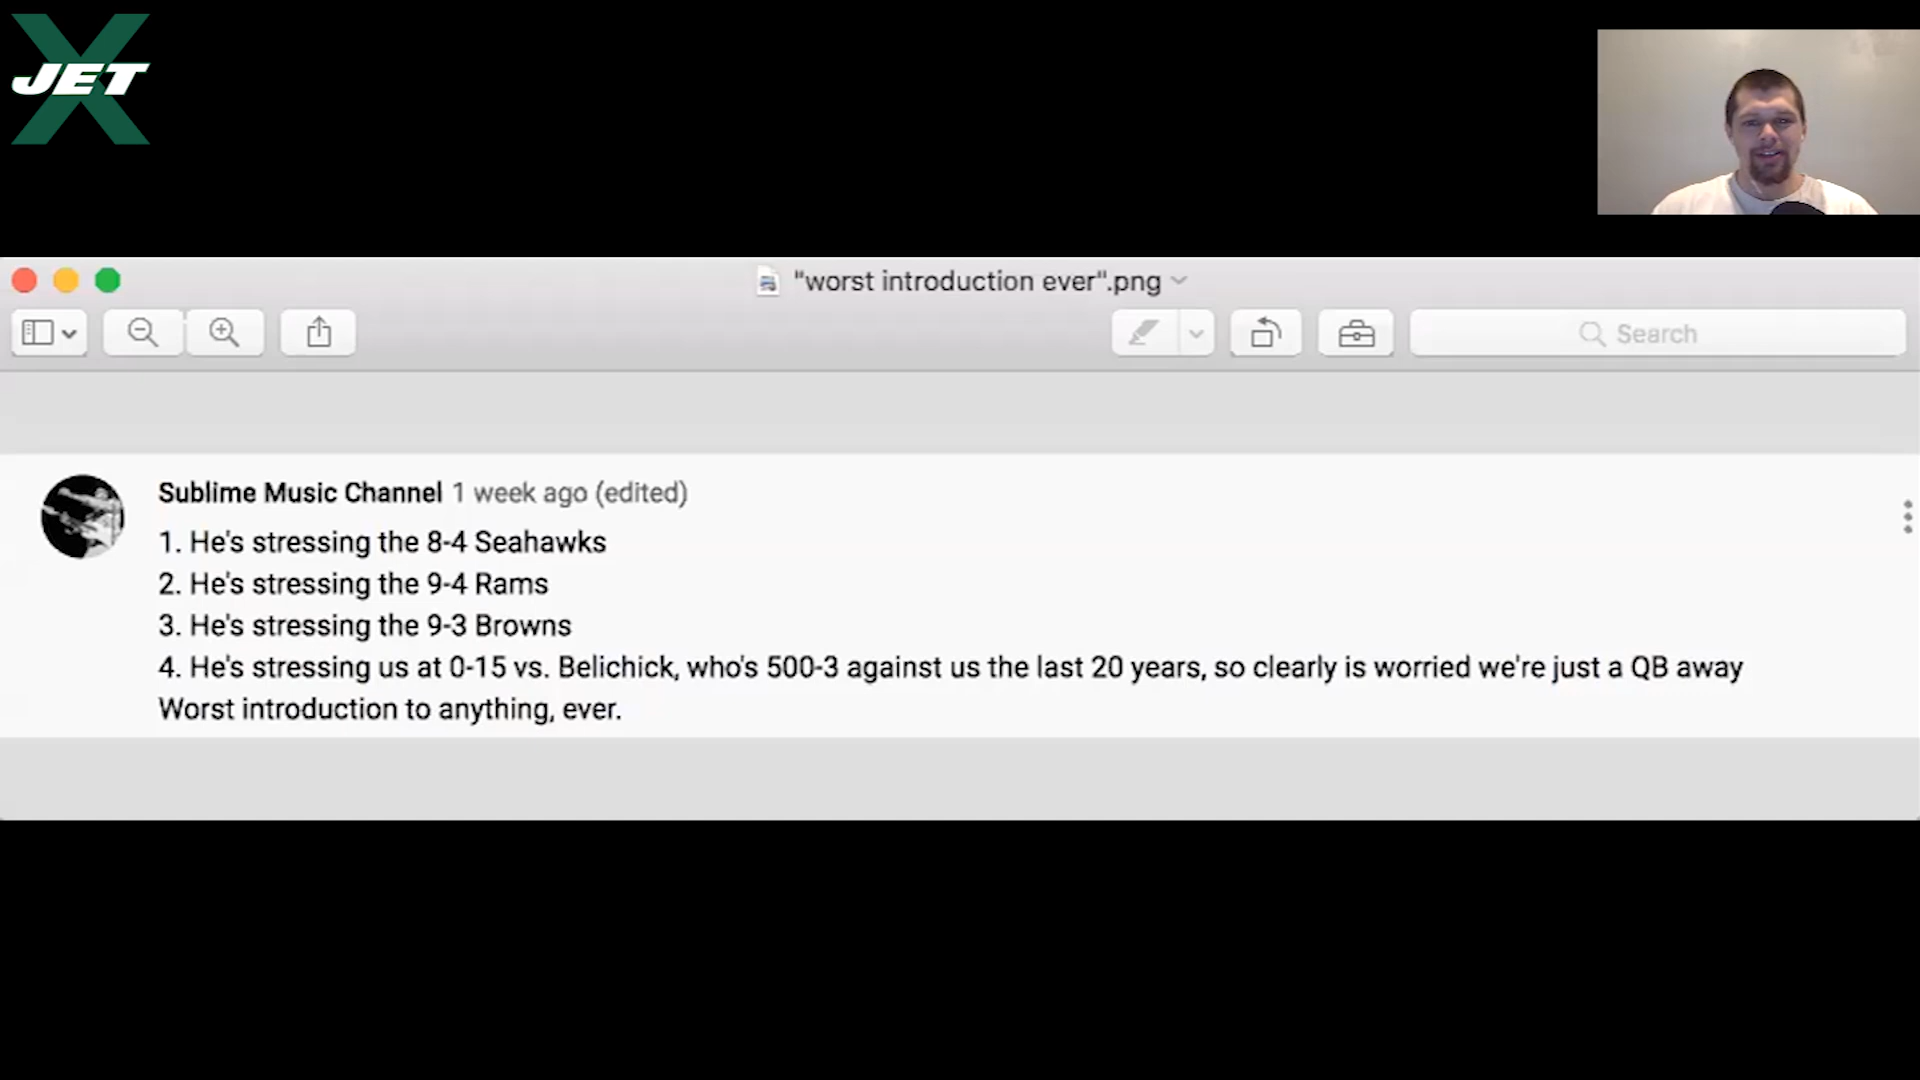 JET X
"worst introduction ever".png
Search
Sublime Music Channel 1 week ago (edited)
1. He's stressing the 8-4 Seahawks
2. He's stressing the 9-4 Rams
3. He's stressing the 9-3 Browns
4. He's stressing us at 0-15 vs. Belichick, who's 500-3 against us the last 20 years, so clearly is worried we're just a QB away
Worst introduction to anything, ever.